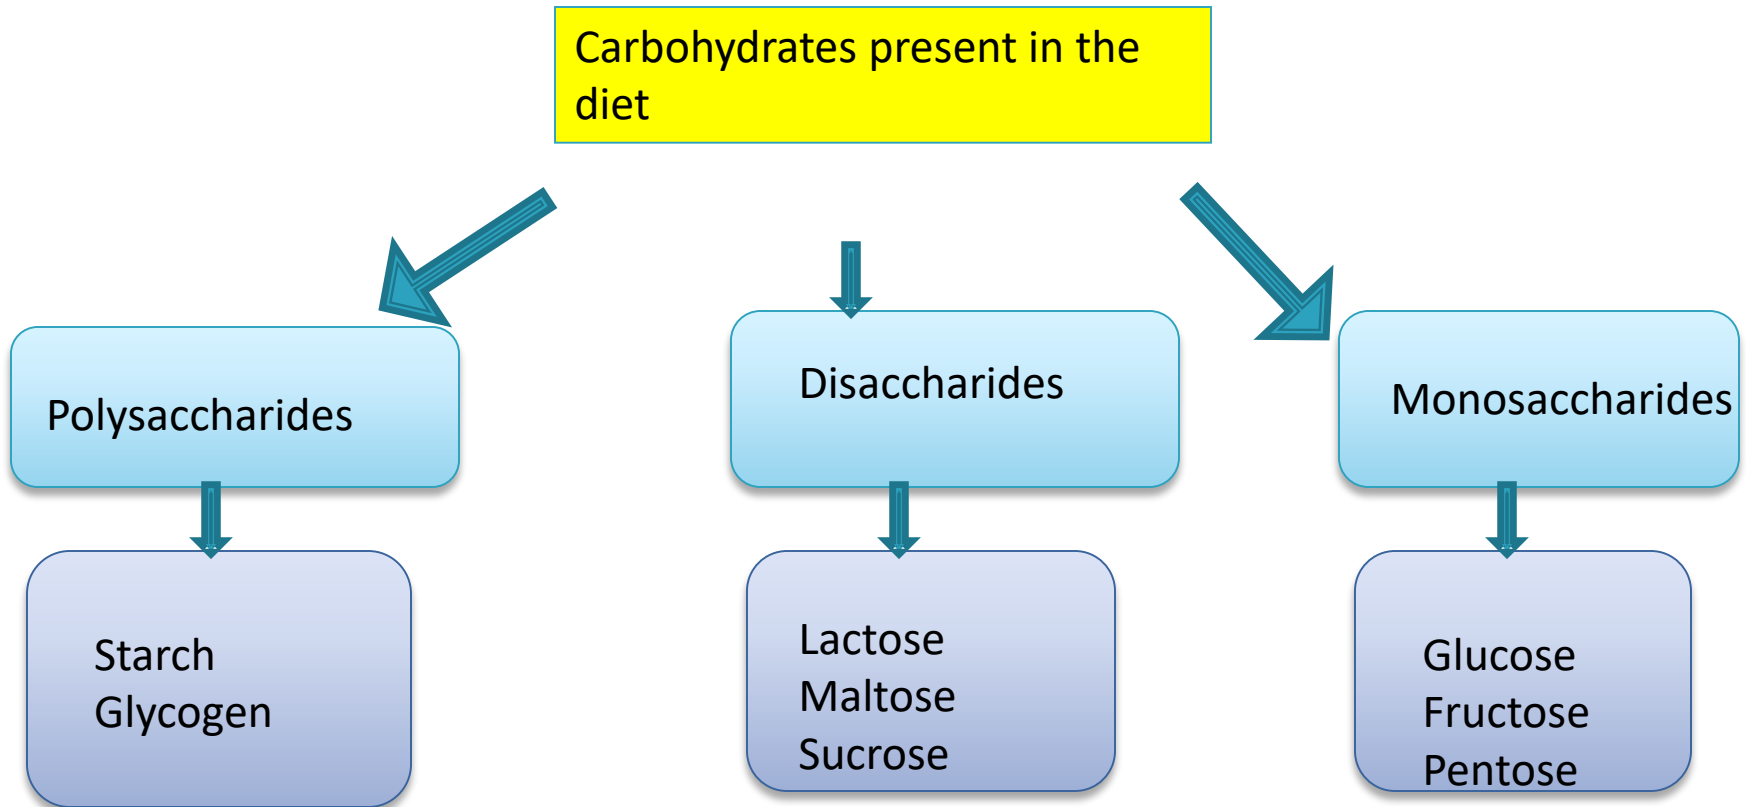 Carbohydrates present in the
diet
Polysaccharides
Disaccharides
Monosaccharides
Starch
Glycogen
Lactose
Maltose
Sucrose
Glucose
Fructose
Pentose